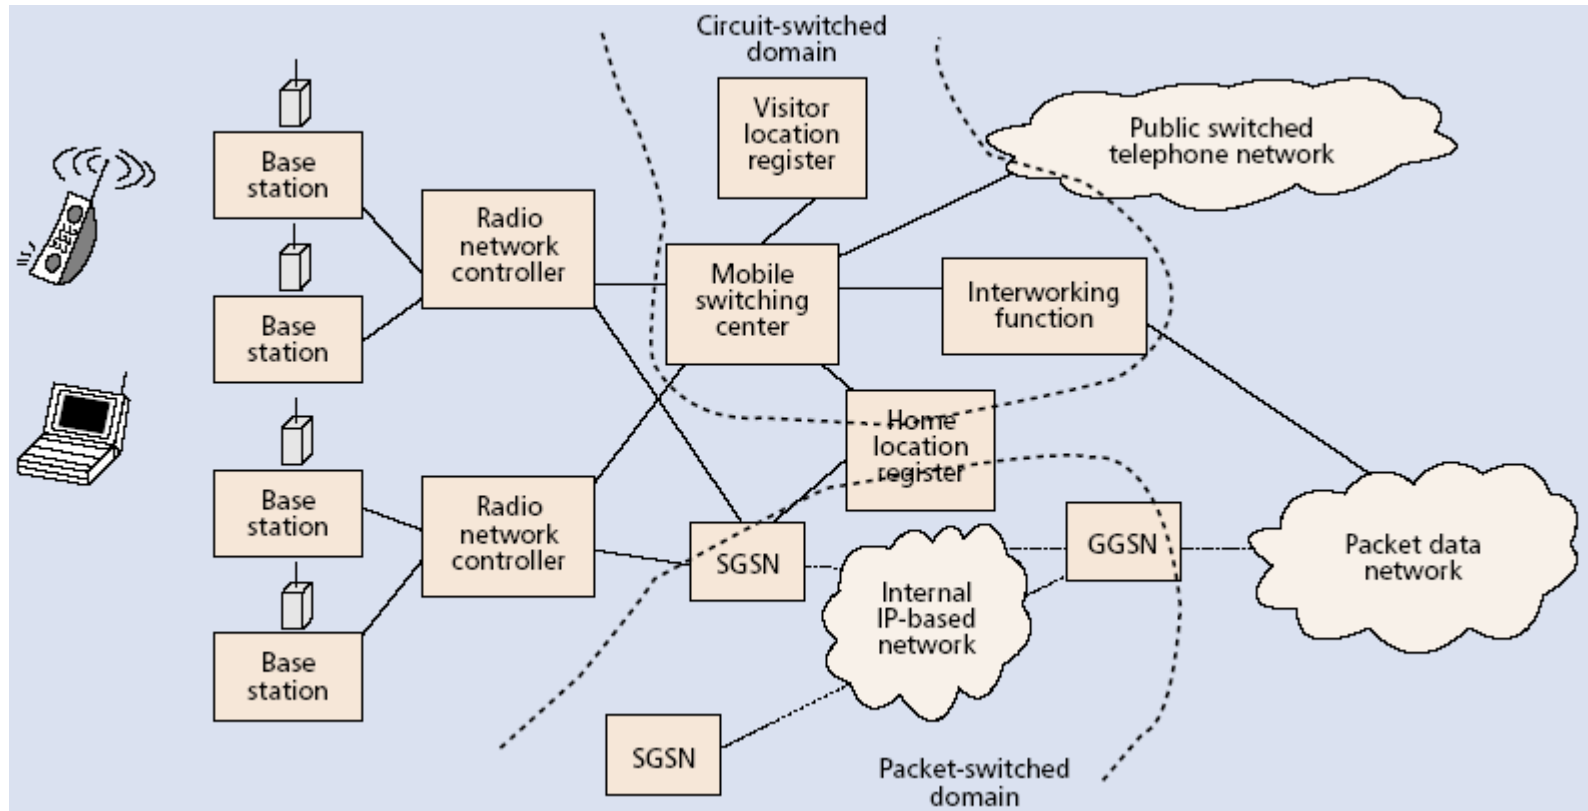 Circuit-switched
domain
Visitor
location
register
Public switched
telephone network
Base
station
Radio
network
controller
Mobile
switching
center
Interworking
function
Base
station
Home
location
register
Base
station
Radio
network
controller
SGSN
GGSN
Packet data
network
Internal
IP-based
network
Base
station
SGSN
Packet-switched
domain